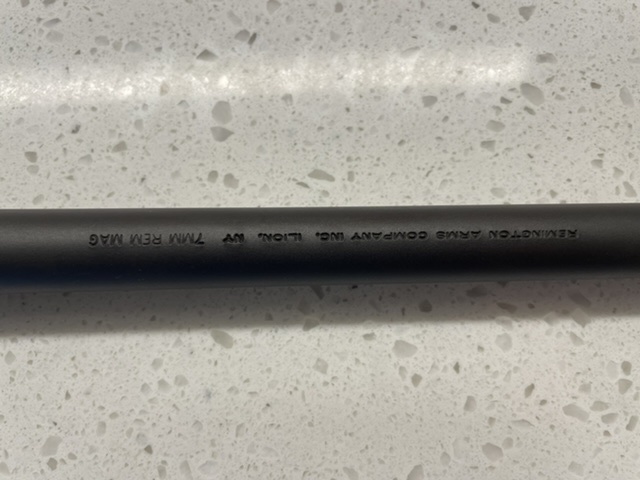 REMINGTON ARMS COMPANY INC. ILION, NY 7MM REM MAG